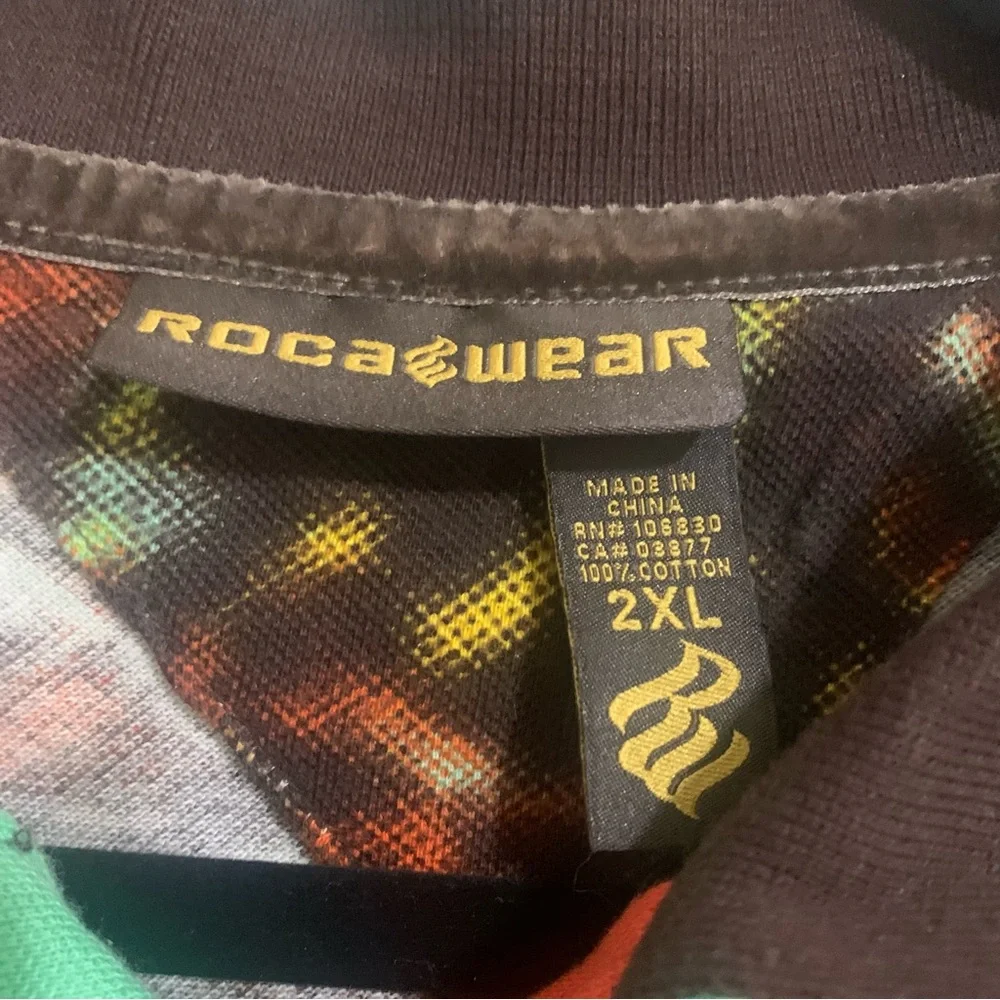 ROCAWEAR
MADE IN
CHINA
RN# 106830
CA# 03877
100% COTTON
2XL